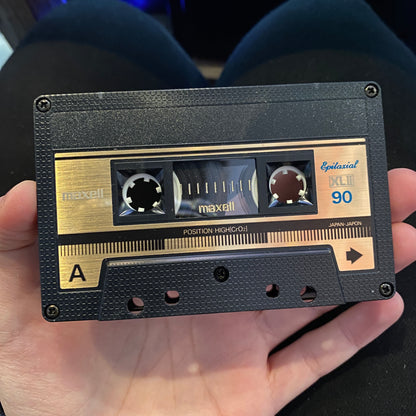 Epitaxial
maxell
XLII
90
maxell
POSITION·HIGH(CrO₂)
JAPAN·JAPON
A